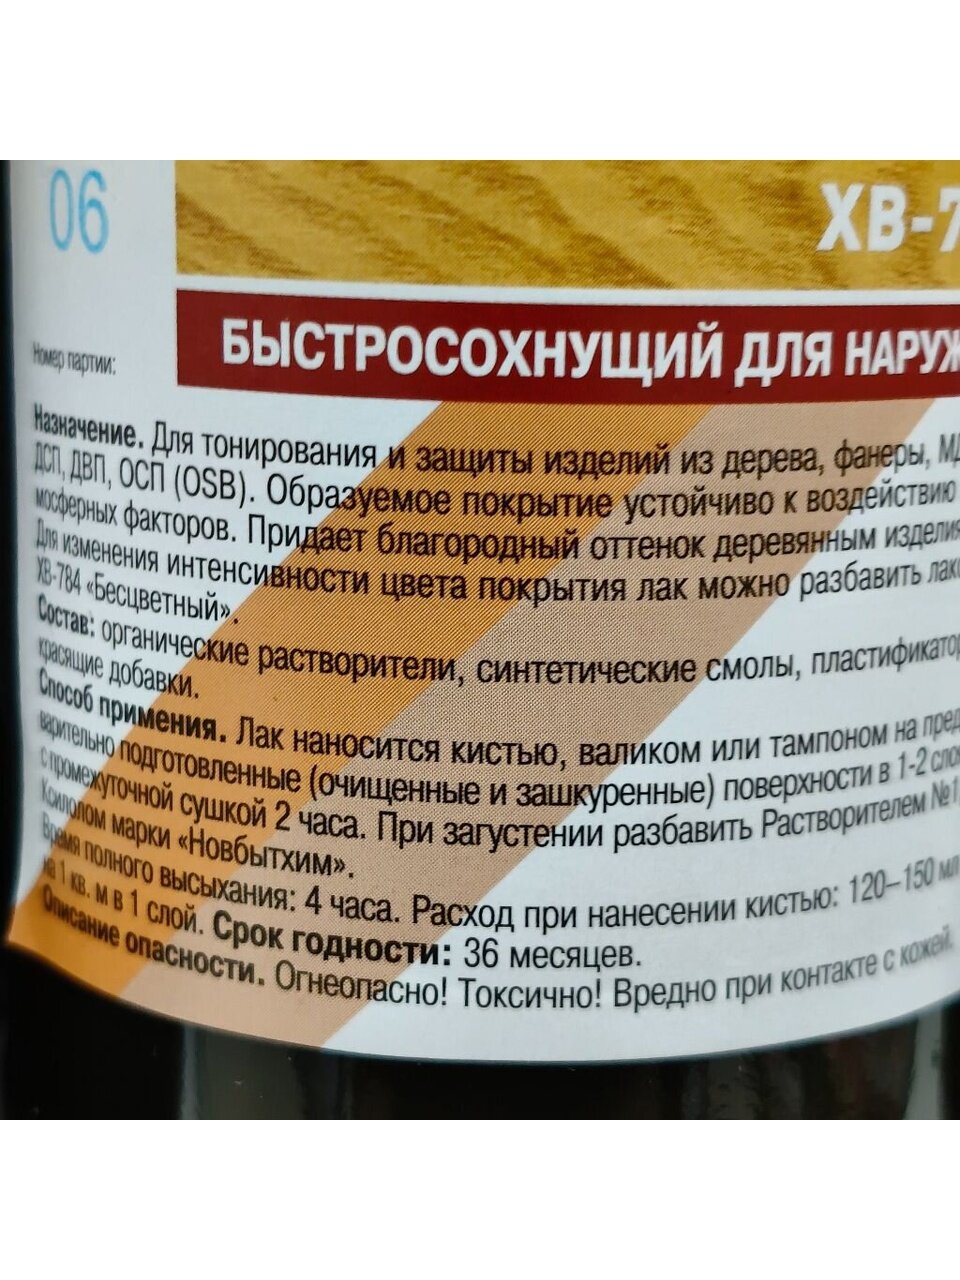 06
ХВ-7
БЫСТРОСОХНУЩИЙ ДЛЯ НАРУЖ
Номер партии:
Назначение. Для тонирования и защиты изделий из дерева, фанеры, МД
ДСП, ДВП, ОСП (OSB). Образуемое покрытие устойчиво к воздействию
мосферных факторов. Придает благородный оттенок деревянным издели
Для изменения интенсивности цвета покрытия лак можно разбавить лак
ХВ-784 «Бесцветный».
Состав: органические растворители, синтетические смолы, пластификатор
красящие добавки.
Способ примения. Лак наносится кистью, валиком или тампоном на пред
варительно подготовленные (очищенные и зашкуренные) поверхности в 1-2 сло
с промежуточной сушкой 2 часа. При загустении разбавить Растворителем №1
Ксилолом марки «Новбытхим».
Время полного высыхания: 4 часа. Расход при нанесении кистью: 120–150 мл
на 1 кв. м в 1 слой. Срок годности: 36 месяцев.
Описание опасности. Огнеопасно! Токсично! Вредно при контакте с кожей.